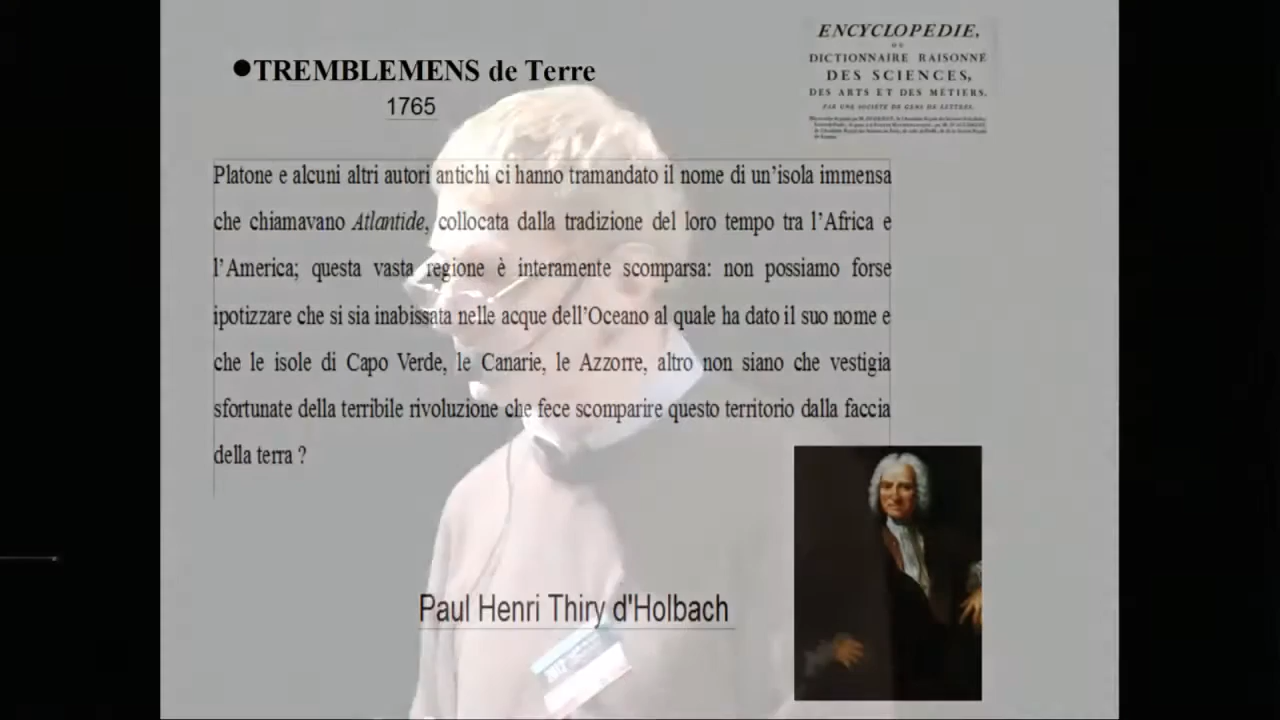 ENCYCLOPEDIE,
OU
DICTIONNAIRE RAISONNÉ
DES SCIENCES,
DES ARTS ET DES MÉTIERS,
PAR UNE SOCIÉTÉ DE GENS DE LETTRES.
●TREMBLEMENS de Terre
1765
Platone e alcuni altri autori antichi ci hanno tramandato il nome di un'isola immensa
che chiamavano Atlantide, collocata dalla tradizione del loro tempo tra l'Africa e
l'America; questa vasta regione è interamente scomparsa: non possiamo forse
ipotizzare che si sia inabissata nelle acque dell'Oceano al quale ha dato il suo nome e
che le isole di Capo Verde, le Canarie, le Azzorre, altro non siano che vestigia
sfortunate della terribile rivoluzione che fece scomparire questo territorio dalla faccia
della terra ?
Paul Henri Thiry d'Holbach